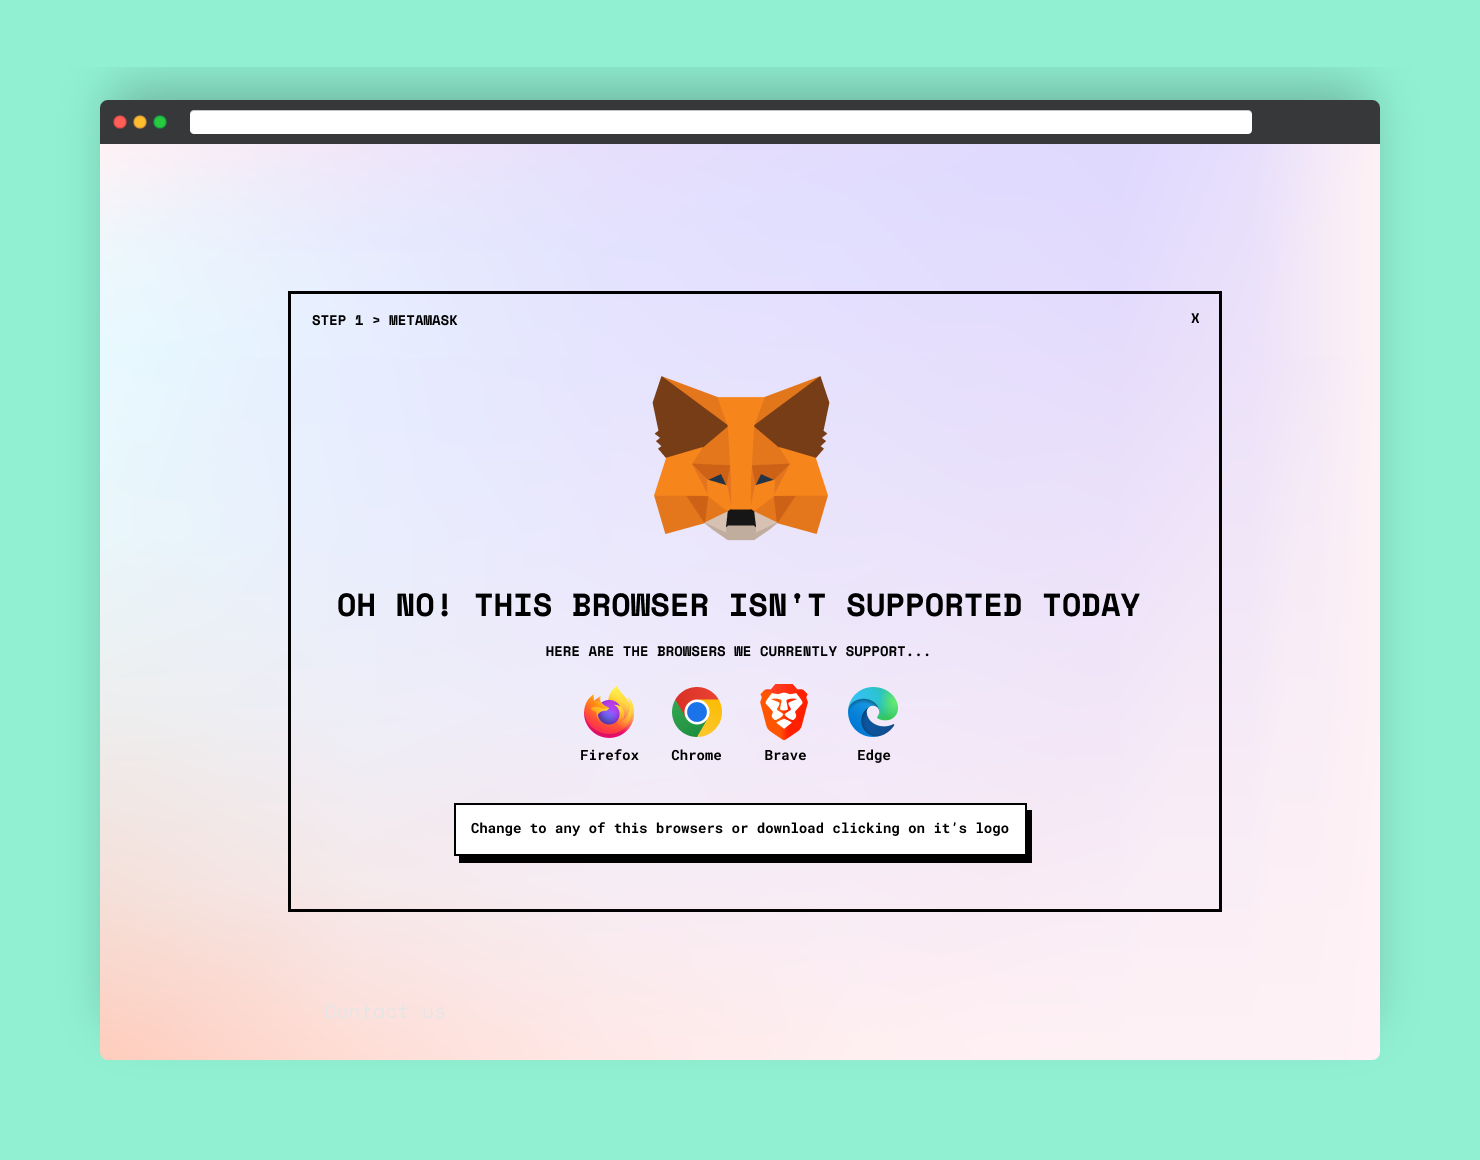 STEP 1 > METAMASK
X
OH NO! THIS BROWSER ISN'T SUPPORTED TODAY
HERE ARE THE BROWSERS WE CURRENTLY SUPPORT...
Firefox Chrome Brave Edge
Change to any of this browsers or download clicking on it’s logo
Contact us